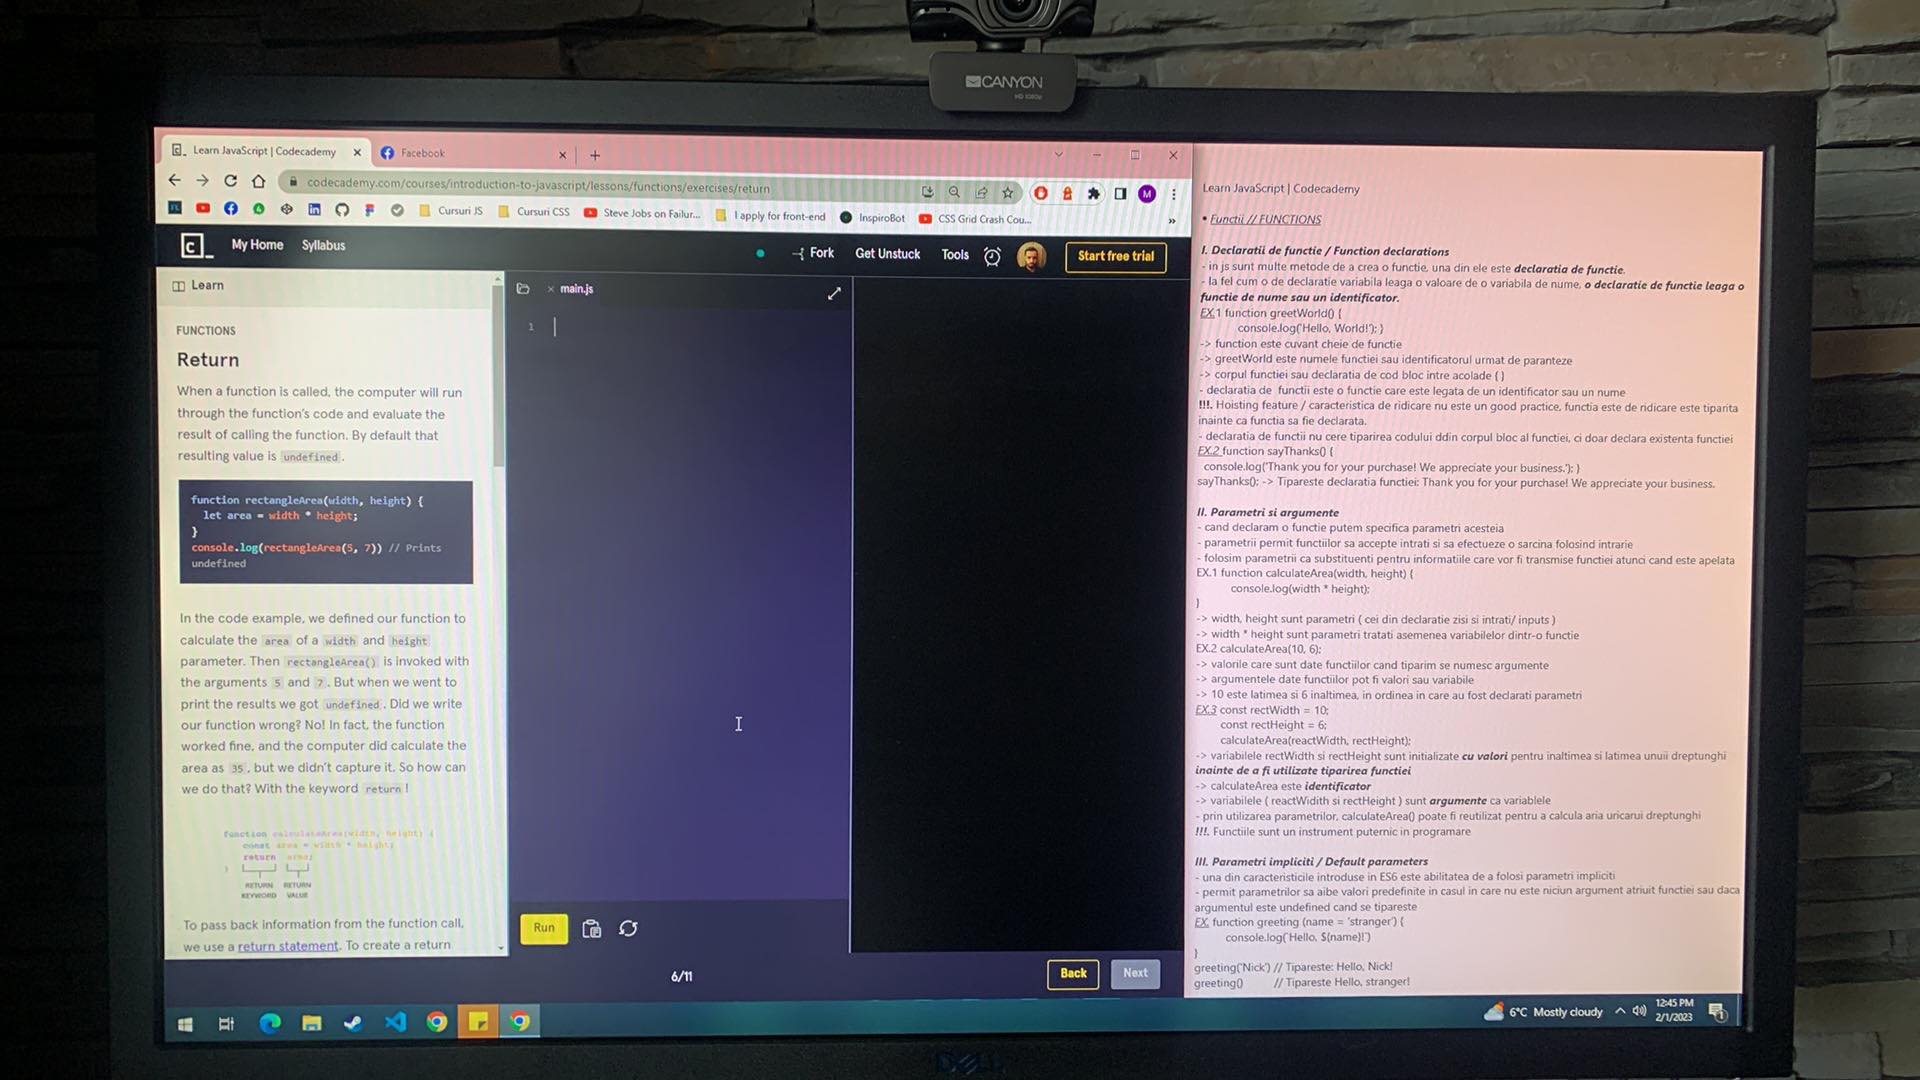 CANYON
HD 1080p
Learn JavaScript | Codecademy
Facebook
codecademy.com/courses/introduction-to-javascript/lessons/functions/exercises/return
M
Cursuri JS
Cursuri CSS
Steve Jobs on Failur...
I apply for front-end
InspiroBot
CSS Grid Crash Cou...
My Home
Syllabus
Fork
Get Unstuck
Tools
Start free trial
Learn
FUNCTIONS
Return
When a function is called, the computer will run
through the function's code and evaluate the
result of calling the function. By default that
resulting value is undefined.
function rectangleArea(width, height) {
let area = width * height;
}
console.log(rectangleArea(5, 7)) // Prints
undefined
In the code example, we defined our function to
calculate the area of a width and height
parameter. Then rectangleArea() is invoked with
the arguments 5 and 7. But when we went to
print the results we got undefined. Did we write
our function wrong? No! In fact, the function
worked fine, and the computer did calculate the
area as 35, but we didn't capture it. So how can
we do that? With the keyword return!
function calculateArea(width, height) {
const area = width * height;
return area;
}
RETURN RETURN
KEYWORD VALUE
To pass back information from the function call,
we use a return statement. To create a return
main.js
1
Run
6/11
Back
Next
Learn JavaScript | Codecademy
• Functii // FUNCTIONS
I. Declaratii de functie / Function declarations
- in js sunt multe metode de a crea o functie, una din ele este declaratia de functie.
- la fel cum o de declaratie variabila leaga o valoare de o variabila de nume, o declaratie de functie leaga o
functie de nume sau un identificator.
EX.1 function greetWorld() {
console.log('Hello, World!'); }
-> function este cuvant cheie de functie
-> greetWorld este numele functiei sau identificatorul urmat de paranteze
-> corpul functiei sau declaratia de cod bloc intre acolade { }
- declaratia de functii este o functie care este legata de un identificator sau un nume
!!!. Hoisting feature / caracteristica de ridicare nu este un good practice, functia este de ridicare este tiparita
inainte ca functia sa fie declarata.
- declaratia de functii nu cere tiparirea codului ddin corpul bloc al functiei, ci doar declara existenta functiei
EX.2 function sayThanks() {
console.log('Thank you for your purchase! We appreciate your business.'); }
sayThanks(); -> Tipareste declaratia functiei: Thank you for your purchase! We appreciate your business.
II. Parametri si argumente
- cand declaram o functie putem specifica parametri acesteia
- parametrii permit functiilor sa accepte intrati si sa efectueze o sarcina folosind intrarie
- folosim parametrii ca substituenti pentru informatiile care vor fi transmise functiei atunci cand este apelata
EX.1 function calculateArea(width, height) {
console.log(width * height);
}
-> width, height sunt parametri ( cei din declaratie zisi si intrati/ inputs )
-> width * height sunt parametri tratati asemenea variabilelor dintr-o functie
EX.2 calculateArea(10, 6);
-> valorile care sunt date functiilor cand tiparim se numesc argumente
-> argumentele date functiilor pot fi valori sau variabile
-> 10 este latimea si 6 inaltimea, in ordinea in care au fost declarati parametri
EX.3 const rectWidth = 10;
const rectHeight = 6;
calculateArea(reactWidth, rectHeight);
-> variabilele rectWidth si rectHeight sunt initializate cu valori pentru inaltimea si latimea unuii dreptunghi
inainte de a fi utilizate tiparirea functiei
-> calculateArea este identificator
-> variabilele ( reactWidith si rectHeight ) sunt argumente ca variablele
- prin utilizarea parametrilor, calculateArea() poate fi reutilizat pentru a calcula aria uricarui dreptunghi
!!!. Functiile sunt un instrument puternic in programare
III. Parametri impliciti / Default parameters
- una din caracteristicile introduse in ES6 este abilitatea de a folosi parametri impliciti
- permit parametrilor sa aibe valori predefinite in casul in care nu este niciun argument atriuit functiei sau daca
argumentul este undefined cand se tipareste
EX. function greeting (name = 'stranger') {
console.log(`Hello, ${name}!`)
}
greeting('Nick') // Tipareste: Hello, Nick!
greeting() // Tipareste Hello, stranger!
6°C Mostly cloudy
12:45 PM
2/1/2023
1
DELL